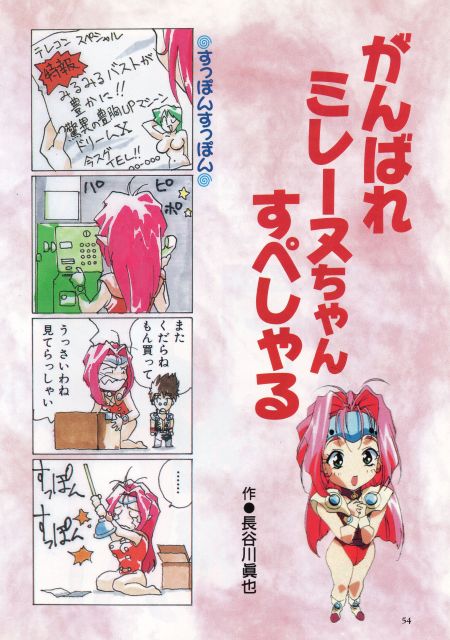 がんばれ
ミレーヌちゃん
すぺしゃる
作●長谷川眞也
すっぽんすっぽん
テレコン スペシャル
特報
みるみるバストが
豊かに!!
驚異の豊胸UPマシン
ドリームX
今スグTEL!!
ピ
ポ
パ
また
くだらね
もん買って
うっさいわね
見てらっしゃい
……
すっぽん
すっぽん
54